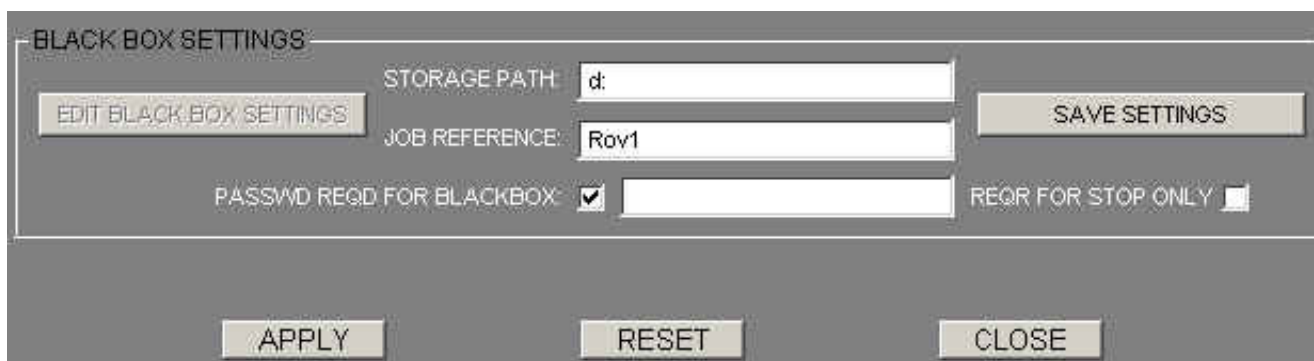 BLACK BOX SETTINGS
STORAGE PATH: d:
EDIT BLACK BOX SETTINGS
SAVE SETTINGS
JOB REFERENCE: Rov1
PASSWD REQD FOR BLACKBOX: REQR FOR STOP ONLY
APPLY RESET CLOSE